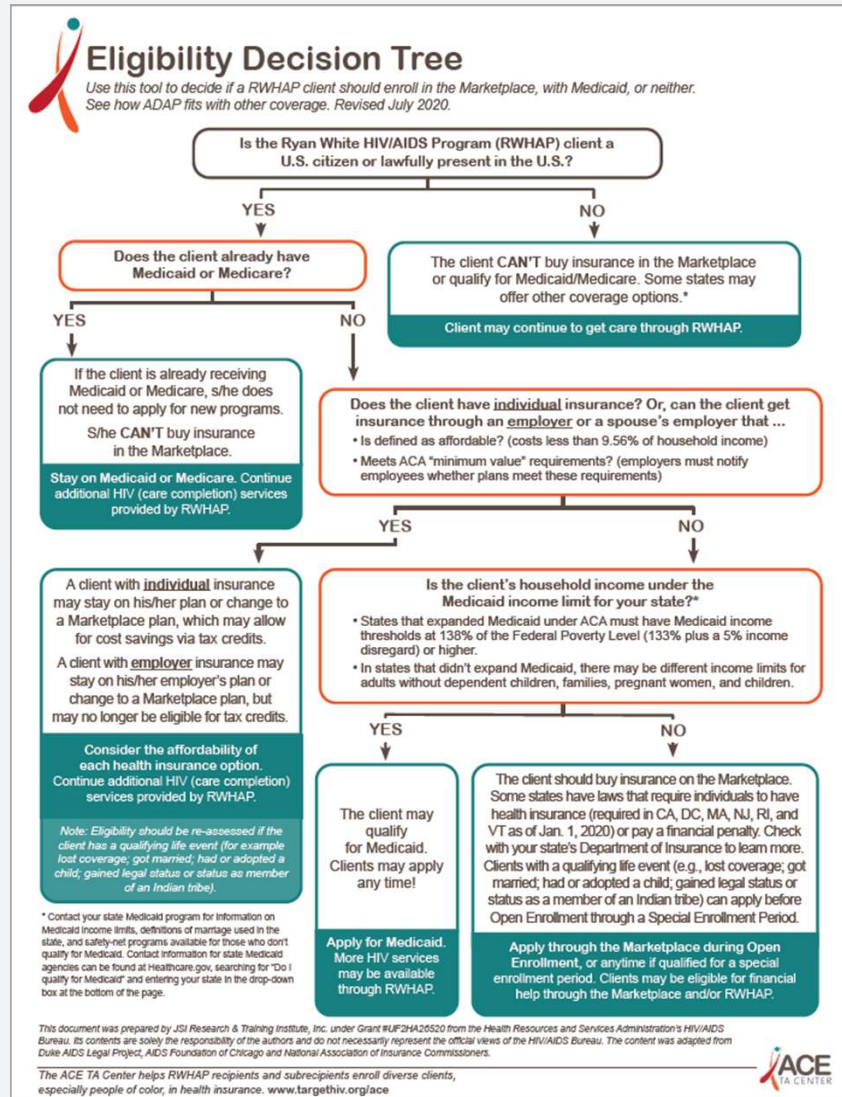 Eligibility Decision Tree
Use this tool to decide if a RWHAP client should enroll in the Marketplace, with Medicaid, or neither.
See how ADAP fits with other coverage. Revised July 2020.
Is the Ryan White HIV/AIDS Program (RWHAP) client a
U.S. citizen or lawfully present in the U.S.?
YES
NO
Does the client already have
Medicaid or Medicare?
The client CAN'T buy insurance in the Marketplace
or qualify for Medicaid/Medicare. Some states may
offer other coverage options.*
Client may continue to get care through RWHAP.
YES
NO
If the client is already receiving
Medicaid or Medicare, s/he does
not need to apply for new programs.
S/he CAN'T buy insurance
in the Marketplace.
Stay on Medicaid or Medicare. Continue
additional HIV (care completion) services
provided by RWHAP.
Does the client have individual insurance? Or, can the client get
insurance through an employer or a spouse's employer that ...
• Is defined as affordable? (costs less than 9.56% of household income)
• Meets ACA "minimum value" requirements? (employers must notify
employees whether plans meet these requirements)
YES
NO
A client with individual insurance
may stay on his/her plan or change to
a Marketplace plan, which may allow
for cost savings via tax credits.
A client with employer insurance may
stay on his/her employer's plan or
change to a Marketplace plan, but
may no longer be eligible for tax credits.
Consider the affordability of
each health insurance option.
Continue additional HIV (care completion)
services provided by RWHAP.
Note: Eligibility should be re-assessed if the
client has a qualifying life event (for example
lost coverage; got married; had or adopted a
child; gained legal status or status as member
of an Indian tribe).
Is the client's household income under the
Medicaid income limit for your state?*
• States that expanded Medicaid under ACA must have Medicaid income
thresholds at 138% of the Federal Poverty Level (133% plus a 5% income
disregard) or higher.
• In states that didn't expand Medicaid, there may be different income limits for
adults without dependent children, families, pregnant women, and children.
YES
NO
The client may
qualify
for Medicaid.
Clients may apply
any time!
Apply for Medicaid.
More HIV services
may be available
through RWHAP.
The client should buy insurance on the Marketplace.
Some states have laws that require individuals to have
health insurance (required in CA, DC, MA, NJ, RI, and
VT as of Jan. 1, 2020) or pay a financial penalty. Check
with your state's Department of Insurance to learn more.
Clients with a qualifying life event (e.g., lost coverage; got
married; had or adopted a child; gained legal status or
status as a member of an Indian tribe) can apply before
Open Enrollment through a Special Enrollment Period.
Apply through the Marketplace during Open
Enrollment, or anytime if qualified for a special
enrollment period. Clients may be eligible for financial
help through the Marketplace and/or RWHAP.
* Contact your state Medicaid program for information on
Medicaid income limits, definitions of marriage used in the
state, and safety-net programs available for those who don't
qualify for Medicaid. Contact information for state Medicaid
agencies can be found at Healthcare.gov, searching for "Do I
qualify for Medicaid" and entering your state in the drop-down
box at the bottom of the page.
This document was prepared by JSI Research & Training Institute, Inc. under Grant #UF2HA26520 from the Health Resources and Services Administration's HIV/AIDS
Bureau. Its contents are solely the responsibility of the authors and do not necessarily represent the official views of the HIV/AIDS Bureau. The content was adapted from
Duke AIDS Legal Project, AIDS Foundation of Chicago and National Association of Insurance Commissioners.
The ACE TA Center helps RWHAP recipients and subrecipients enroll diverse clients,
especially people of color, in health insurance. www.targethiv.org/ace
ACE
TA CENTER